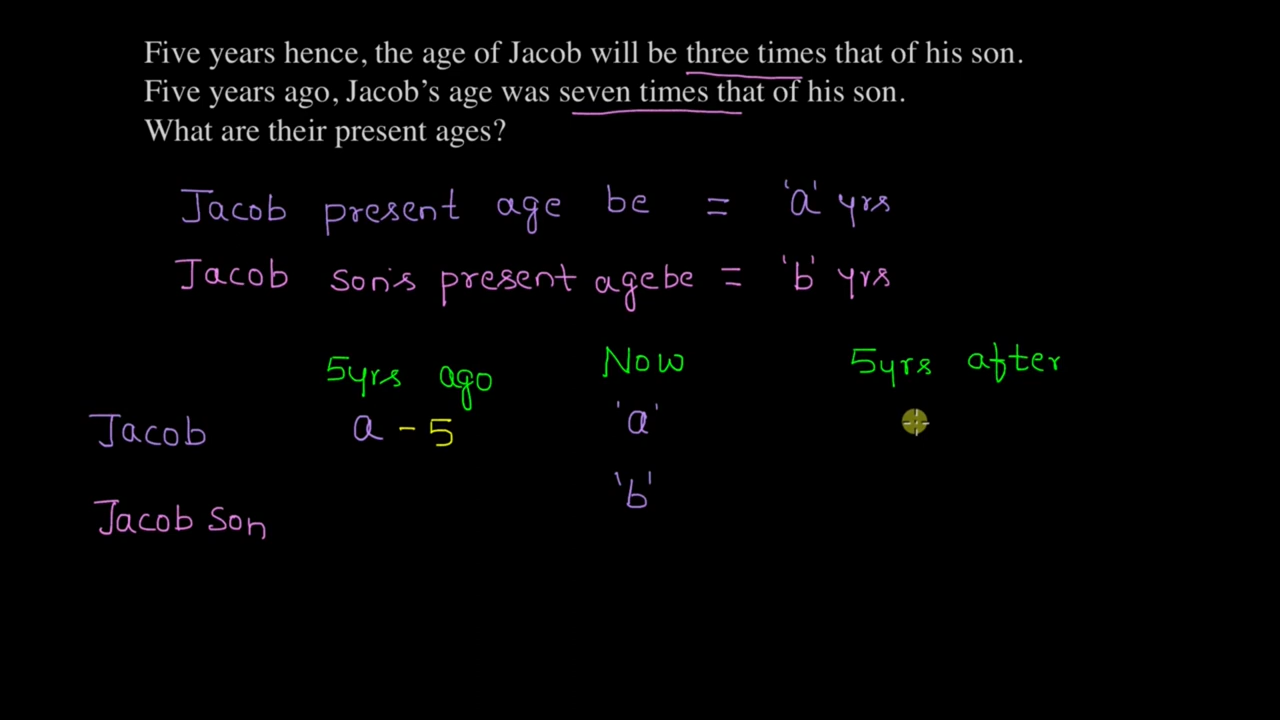 Five years hence, the age of Jacob will be three times that of his son.
Five years ago, Jacob's age was seven times that of his son.
What are their present ages?
Jacob present age be = 'a' yrs
Jacob son's present age be = 'b' yrs
5yrs ago Now 5yrs after
Jacob a - 5 'a'
'b'
Jacob Son